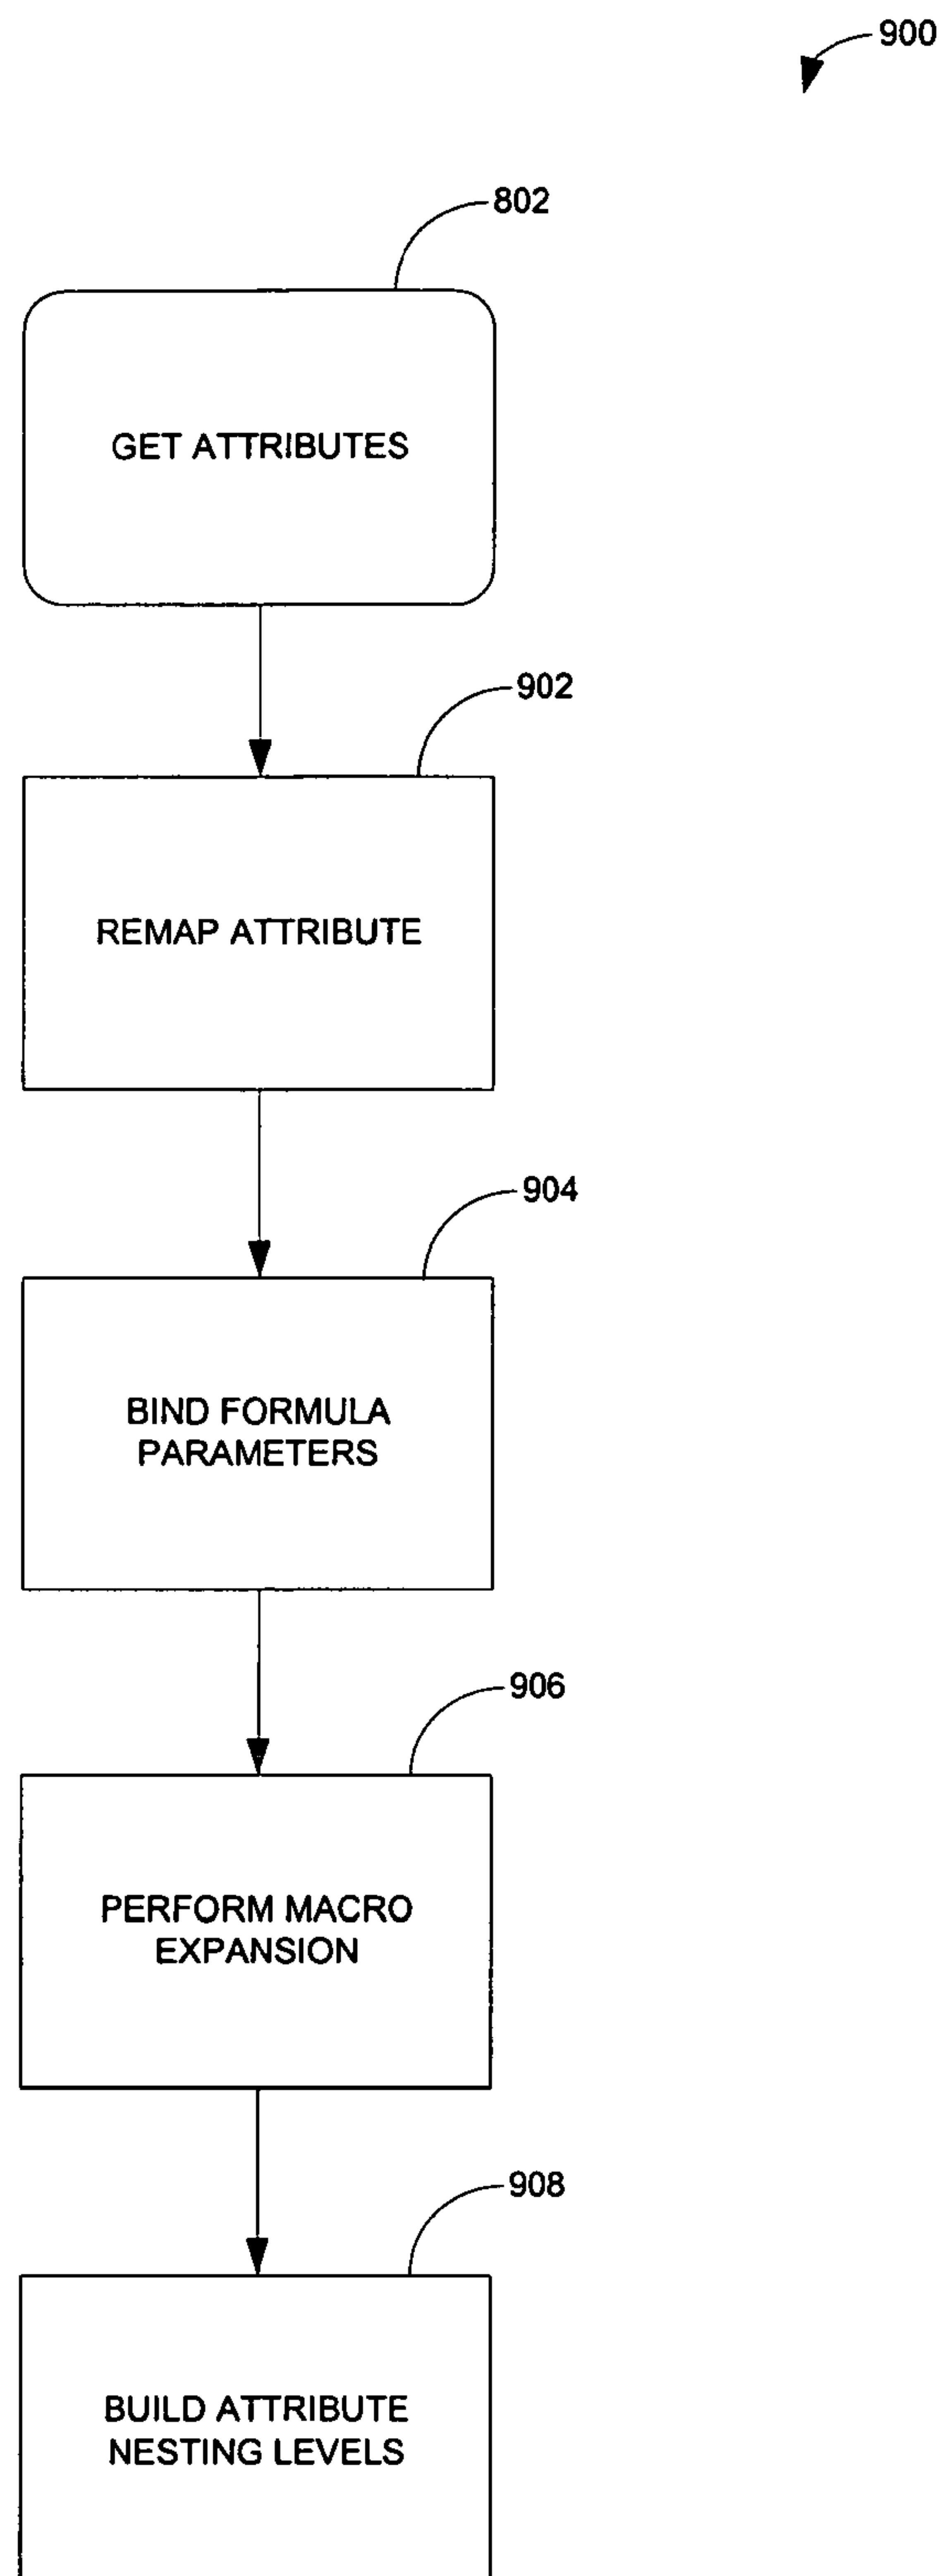 900
802
GET ATTRIBUTES
902
REMAP ATTRIBUTE
904
BIND FORMULA
PARAMETERS
906
PERFORM MACRO
EXPANSION
908
BUILD ATTRIBUTE
NESTING LEVELS